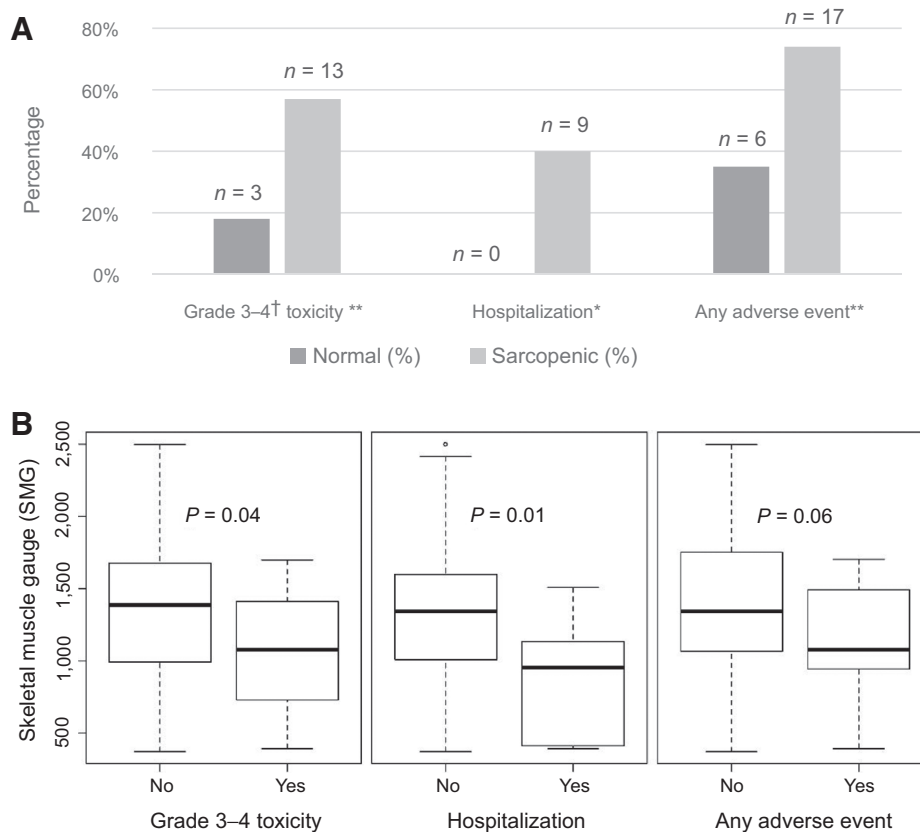 A
80%
60%
40%
20%
0%
Percentage
n = 3
n = 13
n = 0
n = 9
n = 6
n = 17
Grade 3–4† toxicity **
Hospitalization*
Any adverse event**
Normal (%)
Sarcopenic (%)
B
Skeletal muscle gauge (SMG)
2,500
2,000
1,500
1,000
500
P = 0.04
P = 0.01
P = 0.06
No
Yes
No
Yes
No
Yes
Grade 3–4 toxicity
Hospitalization
Any adverse event